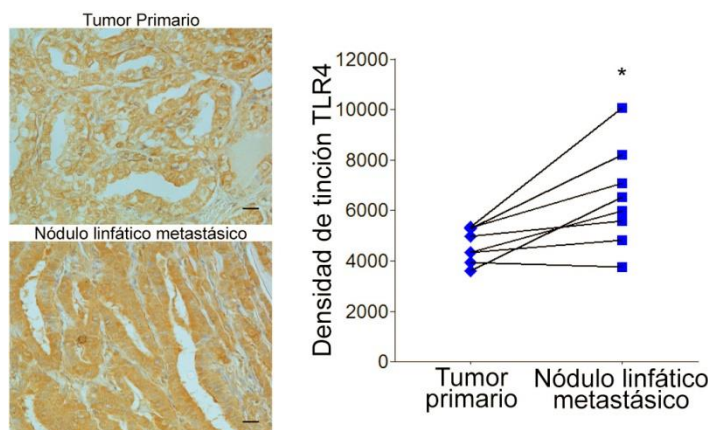 Tumor Primario
Nódulo linfático metastásico
Densidad de tinción TLR4
12000
10000
8000
6000
4000
2000
0
*
Tumor
primario
Nódulo linfático
metastásico